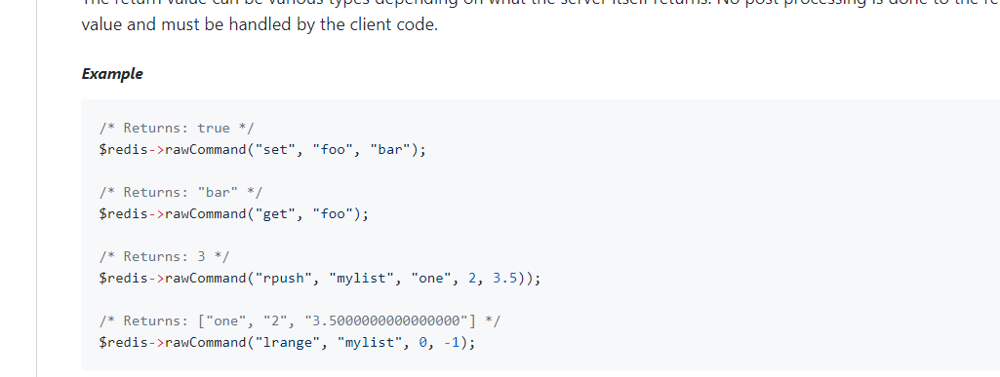 The return value can be various types depending on what the server itself returns. No post processing is done to the re
value and must be handled by the client code.
Example
/* Returns: true */
$redis->rawCommand("set", "foo", "bar");
/* Returns: "bar" */
$redis->rawCommand("get", "foo");
/* Returns: 3 */
$redis->rawCommand("rpush", "mylist", "one", 2, 3.5));
/* Returns: ["one", "2", "3.5000000000000000"] */
$redis->rawCommand("lrange", "mylist", 0, -1);